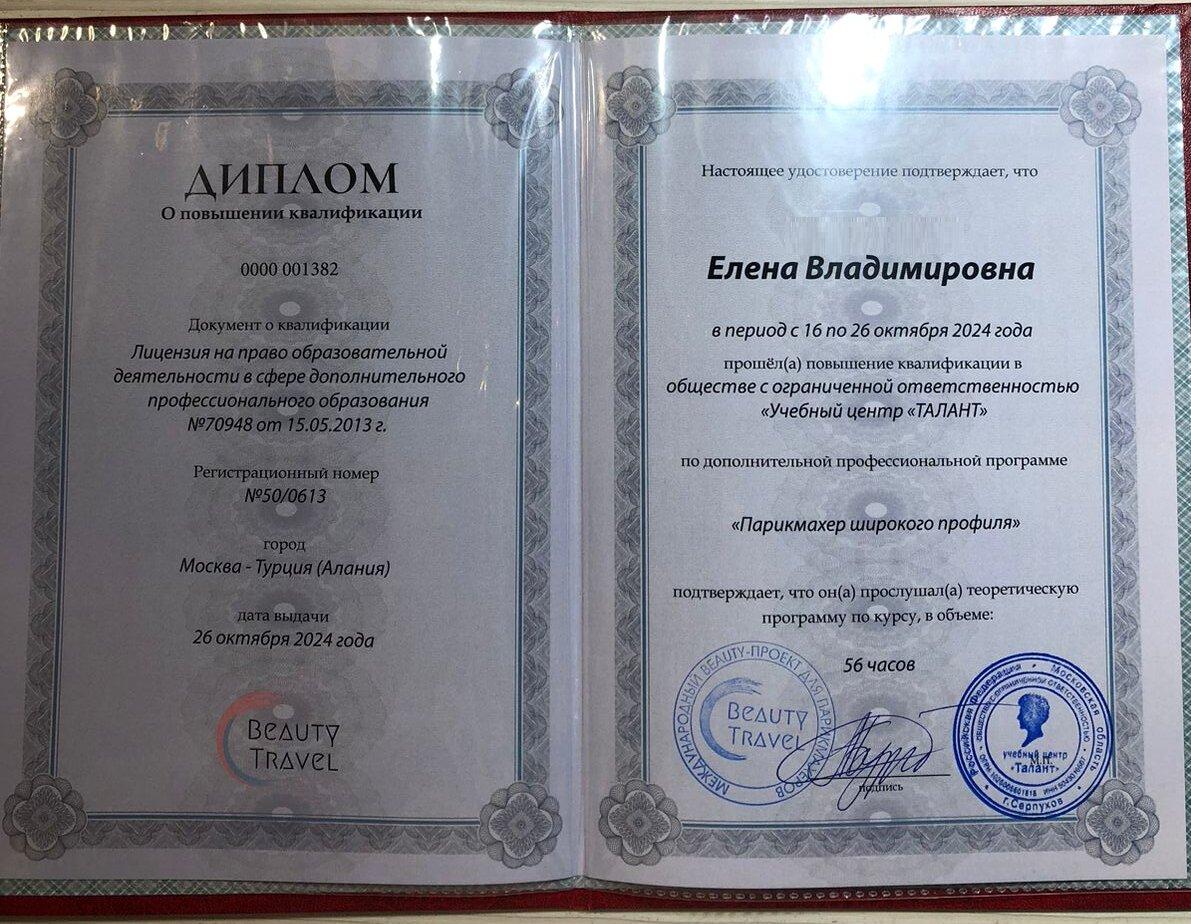 ДИПЛОМ
О повышении квалификации
0000 001382
Документ о квалификации
Лицензия на право образовательной
деятельности в сфере дополнительного
профессионального образования
№70948 от 15.05.2013 г.
Регистрационный номер
№50/0613
город
Москва - Турция (Алания)
дата выдачи
26 октября 2024 года
BEAUTY
TRAVEL
Настоящее удостоверение подтверждает, что
Елена Владимировна
в период с 16 по 26 октября 2024 года
прошёл(а) повышение квалификации в
обществе с ограниченной ответственностью
«Учебный центр «ТАЛАНТ»
по дополнительной профессиональной программе
«Парикмахер широкого профиля»
подтверждает, что он(а) прослушал(а) теоретическую
программу по курсу, в объеме:
56 часов
МЕЖДУНАРОДНЫЙ BEAUTY-ПРОЕКТ ДЛЯ ПАРИКМАХЕРОВ
BEAUTY
TRAVEL
подпись
Российская Федерация • Московская область
ОБЩЕСТВО С ОГРАНИЧЕННОЙ ОТВЕТСТВЕННОСТЬЮ
учебный центр
"Талант"
М.П.
г.Серпухов